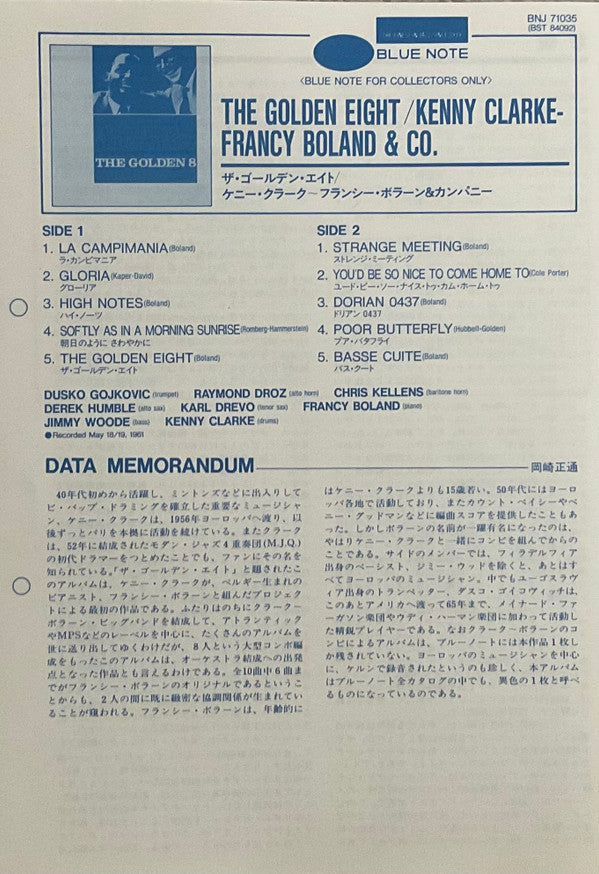 BNJ 71035
(BST 84092)
BLUE NOTE
〈BLUE NOTE FOR COLLECTORS ONLY〉
THE GOLDEN EIGHT/KENNY CLARKE-
FRANCY BOLAND & CO.
THE GOLDEN 8
ザ・ゴールデン・エイト/
ケニー・クラーク〜フランシー・ボラーン&カンパニー
SIDE 1
1. LA CAMPIMANIA(Boland)
ラ・カンピマニア
2. GLORIA(Kaper-David)
グローリア
3. HIGH NOTES(Boland)
ハイ・ノーツ
4. SOFTLY AS IN A MORNING SUNRISE(Romberg-Hammerstein)
朝日のように さわやかに
5. THE GOLDEN EIGHT(Boland)
ザ・ゴールデン・エイト
SIDE 2
1. STRANGE MEETING(Boland)
ストレンジ・ミーティング
2. YOU'D BE SO NICE TO COME HOME TO(Cole Porter)
ユード・ビー・ソー・ナイス・トゥ・カム・ホーム・トゥ
3. DORIAN 0437(Boland)
ドリアン 0437
4. POOR BUTTERFLY(Hubbell-Golden)
プア・バタフライ
5. BASSE CUITE(Boland)
バス・クート
DUSKO GOJKOVIC (trumpet) RAYMOND DROZ (alto horn) CHRIS KELLENS (baritone horn)
DEREK HUMBLE (alto sax) KARL DREVO (tenor sax) FRANCY BOLAND (piano)
JIMMY WOODE (bass) KENNY CLARKE (drums)
●Recorded May 18/19, 1961
DATA MEMORANDUM 岡崎正通
40年代初めから活躍し、ミントンズなどに出入りして
ビ・バップ・ドラミングを確立した重要なミュージシャ
ン、ケニー・クラークは、1956年ヨーロッパへ渡り、以
後ずっとパリを本拠に活動を続けている。またクラーク
は、52年に結成されたモダン・ジャズ4重奏団(M.J.Q.)
の初代ドラマーをつとめたことでも、ファンにその名を
知られている。「ザ・ゴールデン・エイト」と題されたこ
のアルバムは、ケニー・クラークが、ベルギー生まれの
ピアニスト、フランシー・ボラーンと組んだプロジェク
トによる最初の作品である。ふたりはのちにクラーク〜
ボラーン・ビッグバンドを結成して、アトランティック
やMPSなどのレーベルを中心に、たくさんのアルバムを
世に送り出してゆくわけだが、8人という大型コンボ編
成をもったこのアルバムは、オーケストラ結成への出発
点となった作品とも言えるわけである。全10曲中6曲ま
でがフランシー・ボラーンのオリジナルであるというこ
とからも、2人の間に既に緻密な協調関係が生まれてい
ることが窺われる。フランシー・ボラーンは、年齢的に
はケニー・クラークよりも15歳若い。50年代にはヨーロ
ッパ各地で活動しており、またカウント・ベイシーやベ
ニー・グッドマンなどに編曲スコアを提供したこともあ
った。しかしボラーンの名前が一躍有名になったのは、
やはりケニー・クラークと一緒にコンビを組んでからの
ことである。サイドのメンバーでは、フィラデルフィア
出身のベーシスト、ジミー・ウッドを除くと、あとはす
べてヨーロッパのミュージシャン。中でもユーゴスラヴ
ィア出身のトランペッター、ダスコ・ゴイコヴィッチは、
このあとアメリカへ渡って65年まで、メイナード・ファ
ーガソン楽団やウディ・ハーマン楽団に加わって活動し
た精鋭プレイヤーである。なおクラーク〜ボラーンのコ
ンビによるアルバムは、ブルーノートには本作品1枚し
か残されていない。ヨーロッパのミュージシャンを中心
に、ケルンで録音されたというのも珍しく、本アルバム
はブルーノート全カタログの中でも、異色の1枚と呼べ
るものになっているのである。